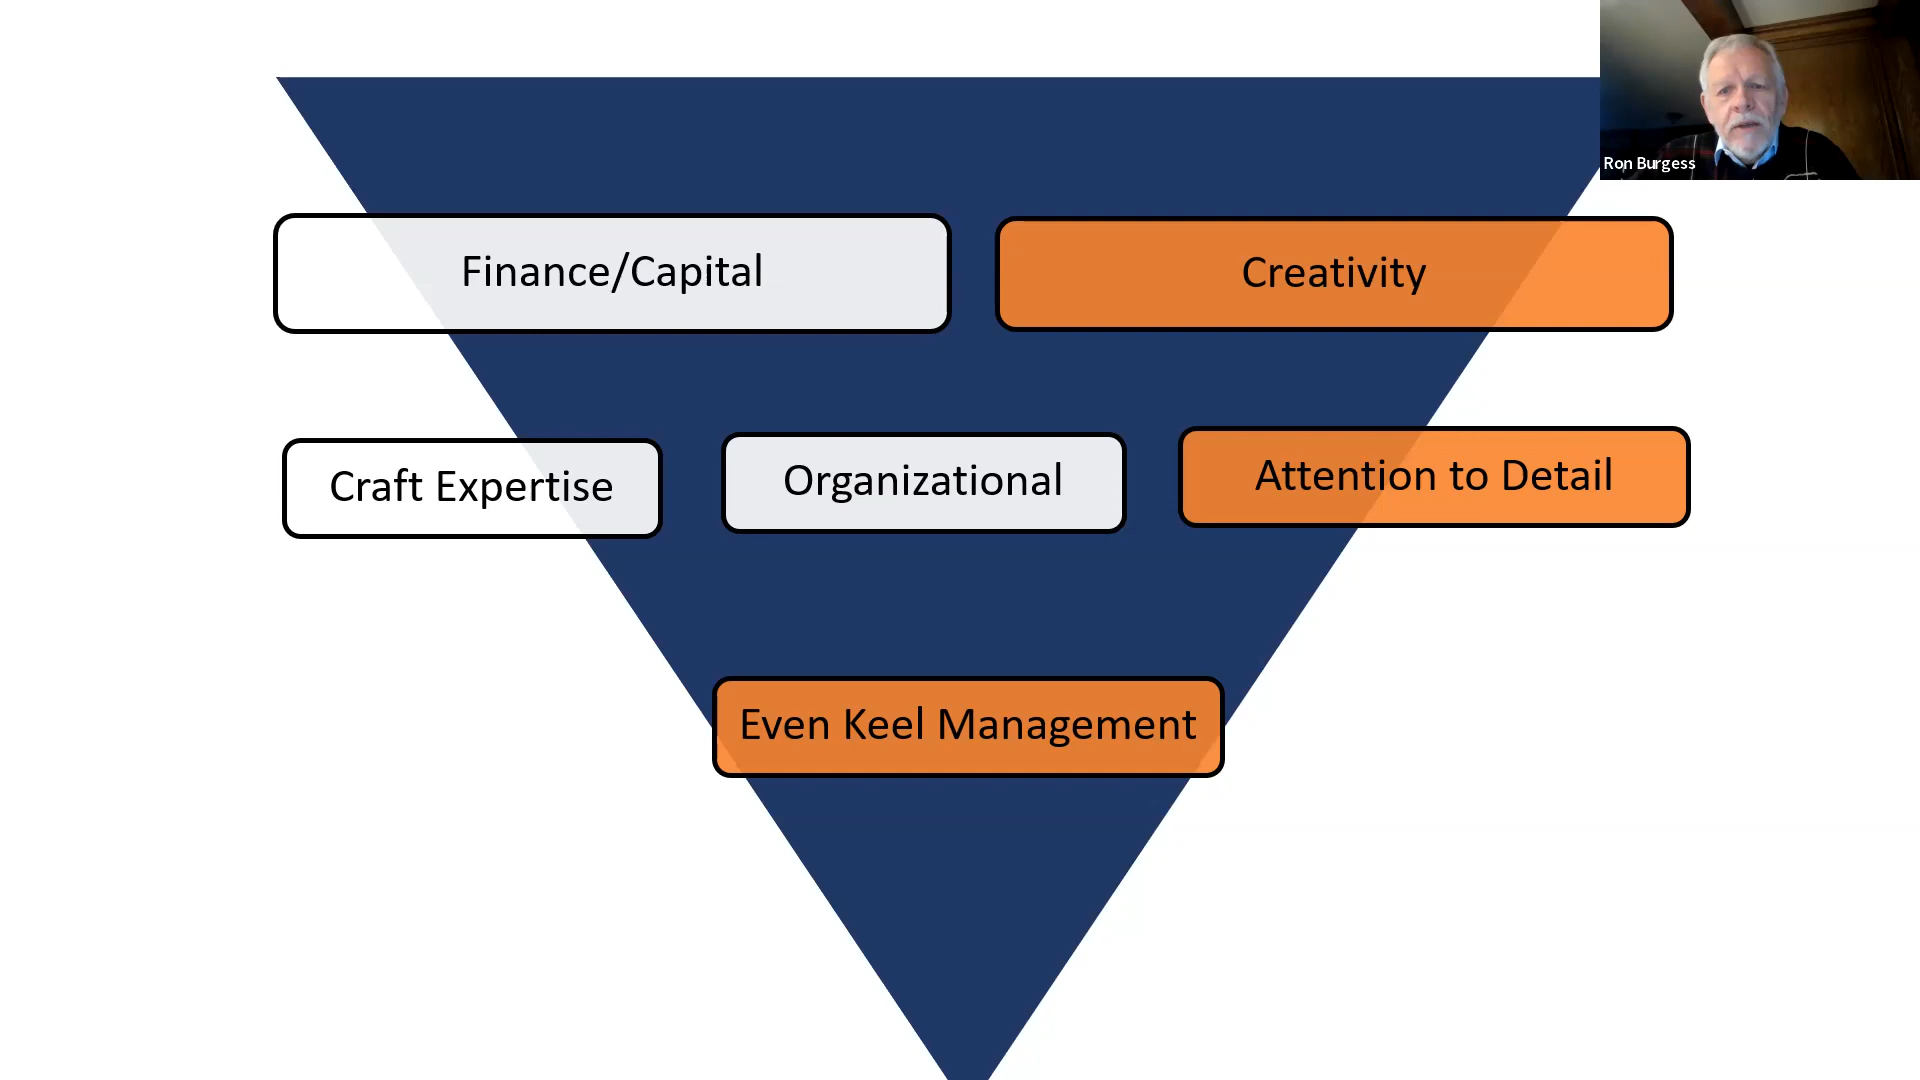 Ron Burgess
Finance/Capital
Creativity
Craft Expertise
Organizational
Attention to Detail
Even Keel Management